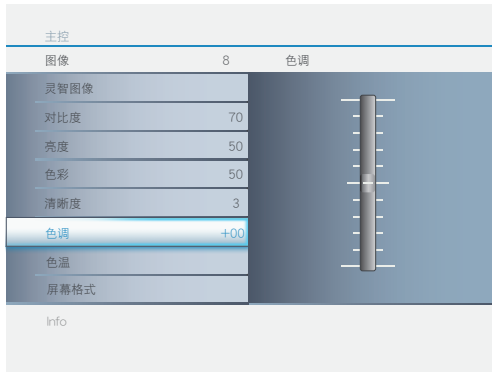 主控
图像 8 色调
灵智图像
对比度 70
亮度 50
色彩 50
清晰度 3
色调 +00
色温
屏幕格式
Info